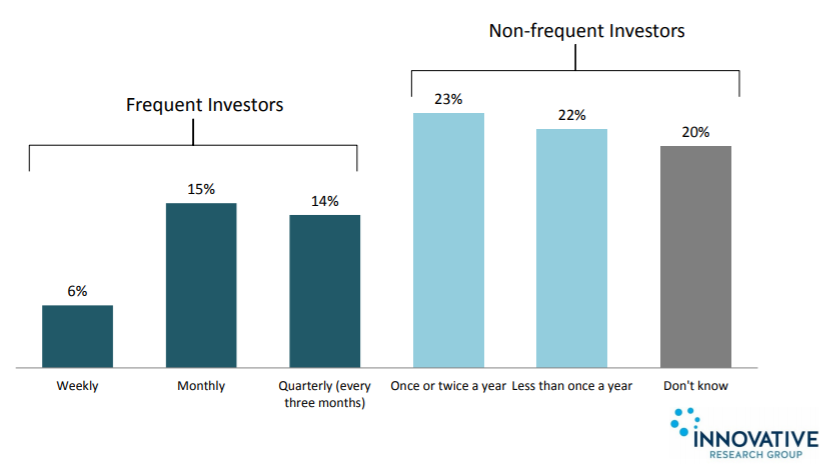 Non-frequent Investors
Frequent Investors
23%
22%
20%
15%
14%
6%
Weekly
Monthly
Quarterly (every
three months)
Once or twice a year
Less than once a year
Don't know
INNOVATIVE
RESEARCH GROUP